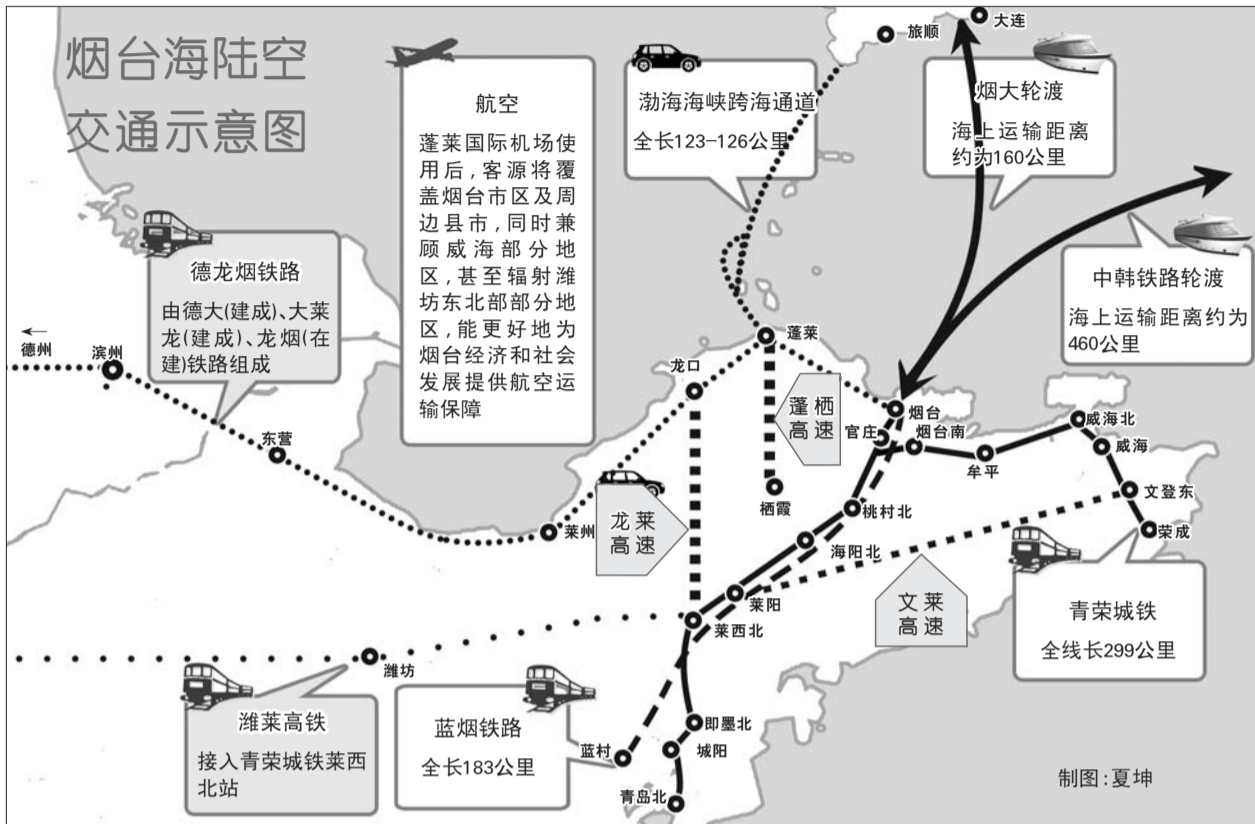 烟台海陆空
交通示意图
航空
蓬莱国际机场使
用后,客源将覆
盖烟台市区及周
边县市,同时兼
顾威海部分地
区,甚至辐射潍
坊东北部部分地
区,能更好地为
烟台经济和社会
发展提供航空运
输保障
渤海海峡跨海通道
全长123-126公里
旅顺
大连
烟大轮渡
海上运输距离
约为160公里
中韩铁路轮渡
海上运输距离约为
460公里
德龙烟铁路
由德大(建成)、大莱
龙(建成)、龙烟(在
建)铁路组成
德州
滨州
东营
莱州
龙口
蓬莱
蓬栖
高速
栖霞
龙莱
高速
烟台
官庄
烟台南
牟平
威海北
威海
文登东
荣成
桃村北
海阳北
莱阳
莱西北
文莱
高速
青荣城铁
全线长299公里
潍坊
潍莱高铁
接入青荣城铁莱西
北站
蓝烟铁路
全长183公里
蓝村
即墨北
城阳
青岛北
制图:夏坤